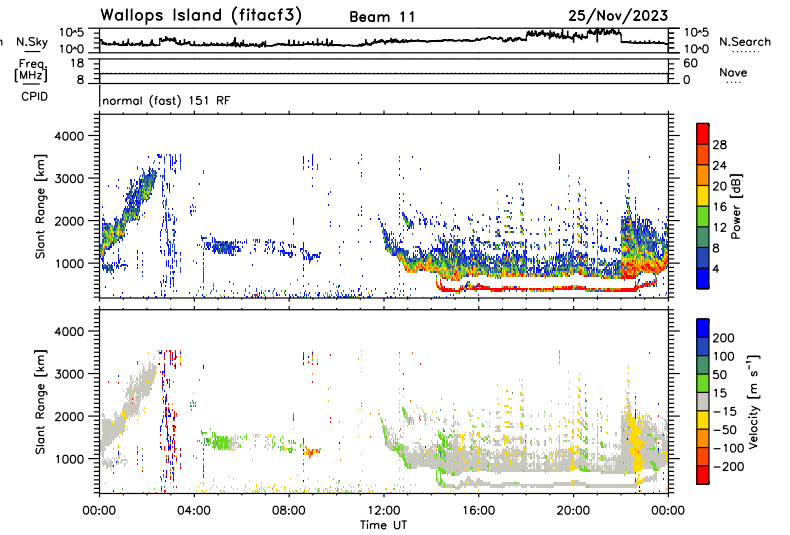 Wallops Island (fitacf3) Beam 11 25/Nov/2023
n N.Sky 10^5 10^0 10^5 10^0 N.Search
Freq. [MHz] 18 8 60 0 Nave
CPID normal (fast) 151 RF
Slant Range [km]
4000
3000
2000
1000
28
24
20
16
12
8
4
Power [dB]
Slant Range [km]
4000
3000
2000
1000
200
100
50
15
-15
-50
-100
-200
Velocity [m s⁻¹]
00:00 04:00 08:00 12:00 16:00 20:00 00:00
Time UT